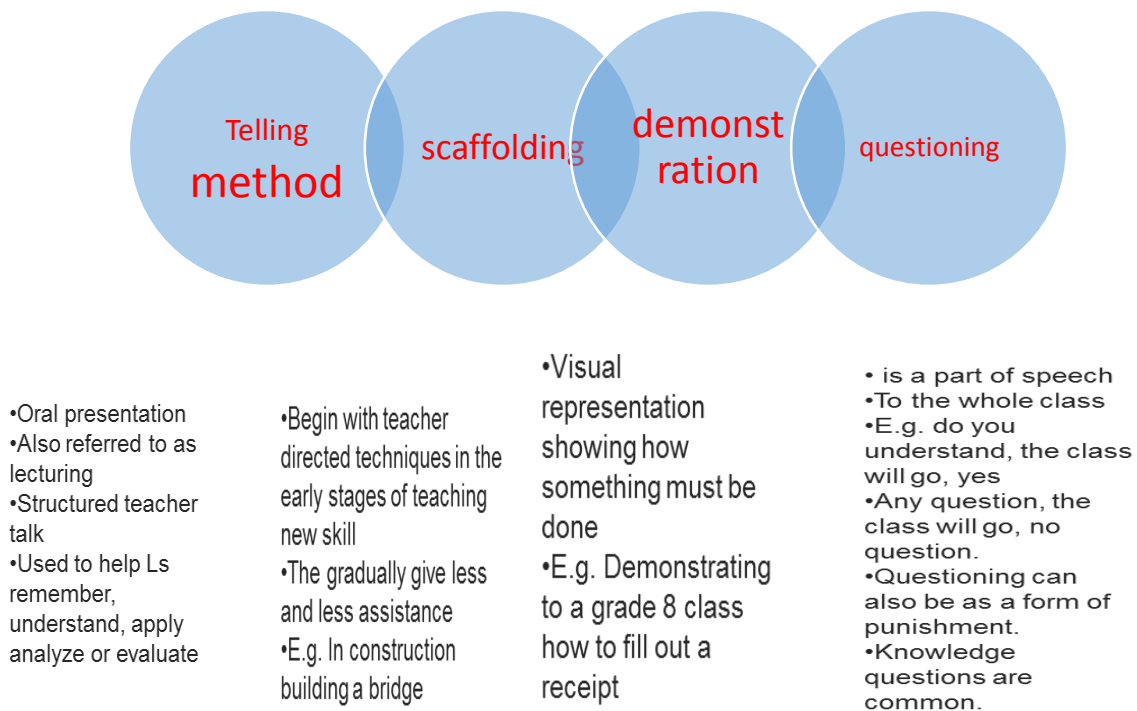 Telling
method
scaffolding
demonst
ration
questioning
•Oral presentation
•Also referred to as
lecturing
•Structured teacher
talk
•Used to help Ls
remember,
understand, apply
analyze or evaluate
•Begin with teacher
directed techniques in the
early stages of teaching
new skill
•The gradually give less
and less assistance
•E.g. In construction
building a bridge
•Visual
representation
showing how
something must be
done
•E.g. Demonstrating
to a grade 8 class
how to fill out a
receipt
• is a part of speech
•To the whole class
•E.g. do you
understand, the class
will go, yes
•Any question, the
class will go, no
question.
•Questioning can
also be as a form of
punishment.
•Knowledge
questions are
common.